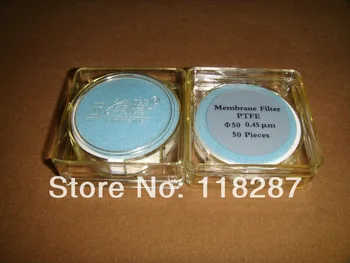 Membrane Filter
PTFE
Φ50 0.45μm
50 Pieces
Store No: 118287